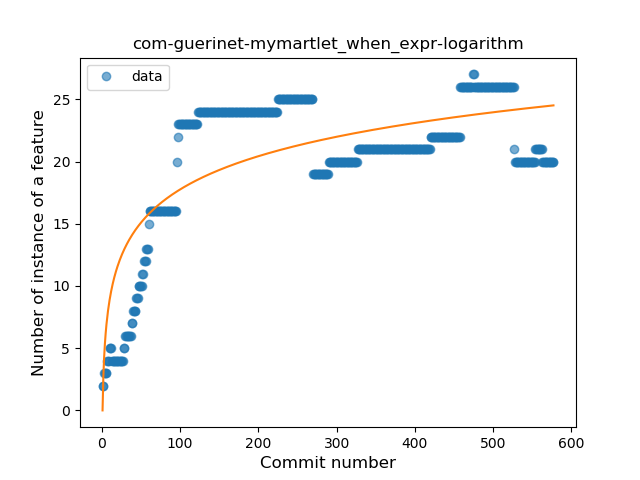 com-guerinet-mymartlet_when_expr-logarithm
data
Number of instance of a feature
25
20
15
10
5
0
0 100 200 300 400 500 600
Commit number